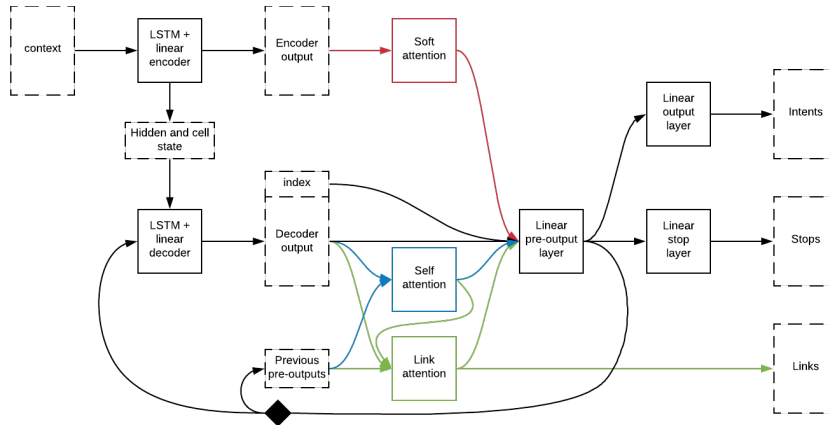 context
LSTM +
linear
encoder
Encoder
output
Soft
attention
Hidden and cell
state
LSTM +
linear
decoder
index
Decoder
output
Self
attention
Previous
pre-outputs
Link
attention
Linear
pre-output
layer
Linear
output
layer
Intents
Linear
stop
layer
Stops
Links